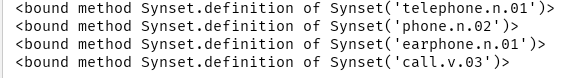 <bound method Synset.definition of Synset('telephone.n.01')>
<bound method Synset.definition of Synset('phone.n.02')>
<bound method Synset.definition of Synset('earphone.n.01')>
<bound method Synset.definition of Synset('call.v.03')>